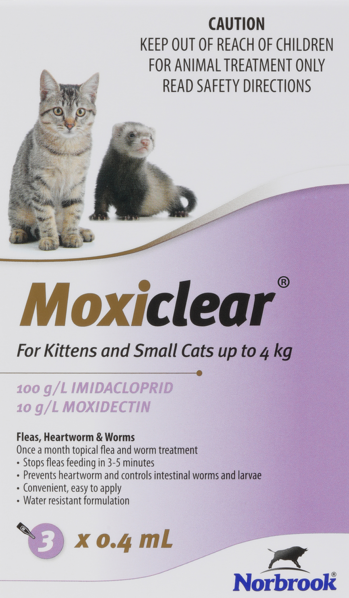 CAUTION
KEEP OUT OF REACH OF CHILDREN
FOR ANIMAL TREATMENT ONLY
READ SAFETY DIRECTIONS
Moxiclear®
For Kittens and Small Cats up to 4 kg
100 g/L IMIDACLOPRID
10 g/L MOXIDECTIN
Fleas, Heartworm & Worms
Once a month topical flea and worm treatment
• Stops fleas feeding in 3-5 minutes
• Prevents heartworm and controls intestinal worms and larvae
• Convenient, easy to apply
• Water resistant formulation
3 x 0.4 mL
Norbrook®